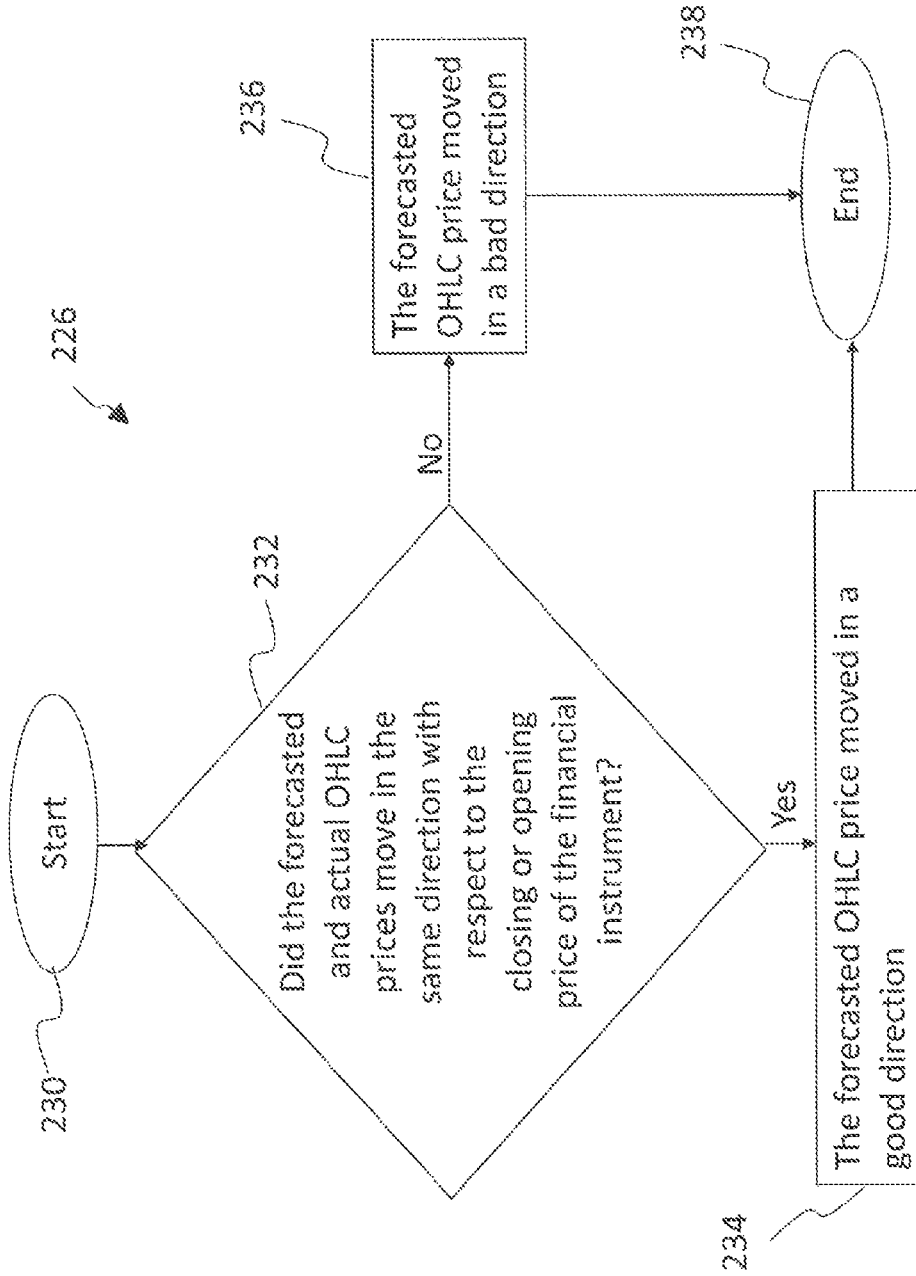 226
230
Start
232
Did the forecasted
and actual OHLC
prices move in the
same direction with
respect to the
closing or opening
price of the financial
instrument?
No
236
The forecasted
OHLC price moved
in a bad direction
Yes
234
The forecasted OHLC price moved in a
good direction
238
End